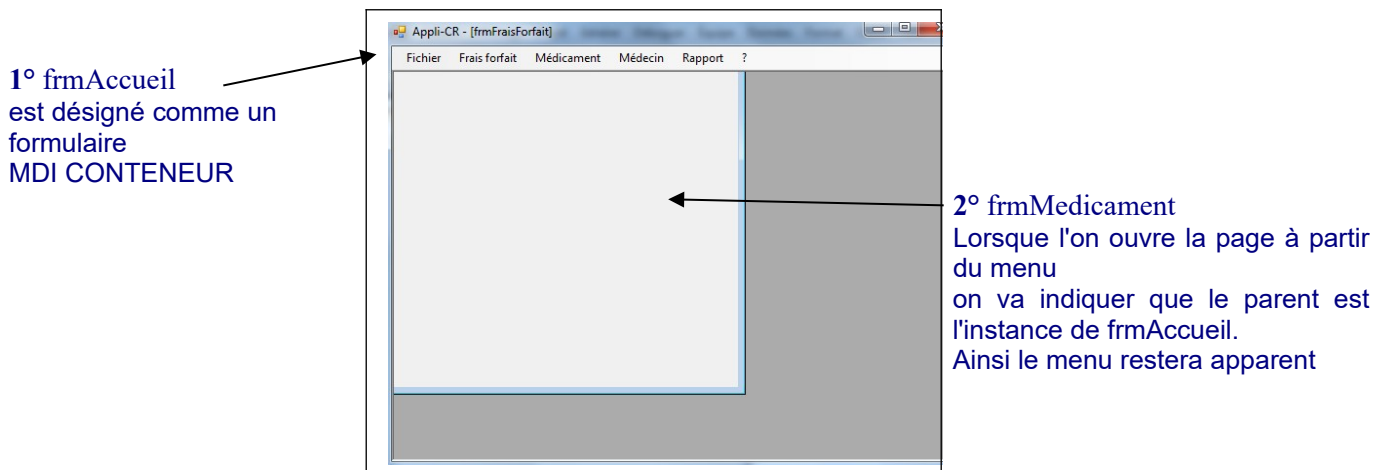 Appli-CR - [frmFraisForfait]
Fichier Frais forfait Médicament Médecin Rapport ?
1° frmAccueil
est désigné comme un
formulaire
MDI CONTENEUR
2° frmMedicament
Lorsque l'on ouvre la page à partir
du menu
on va indiquer que le parent est
l'instance de frmAccueil.
Ainsi le menu restera apparent